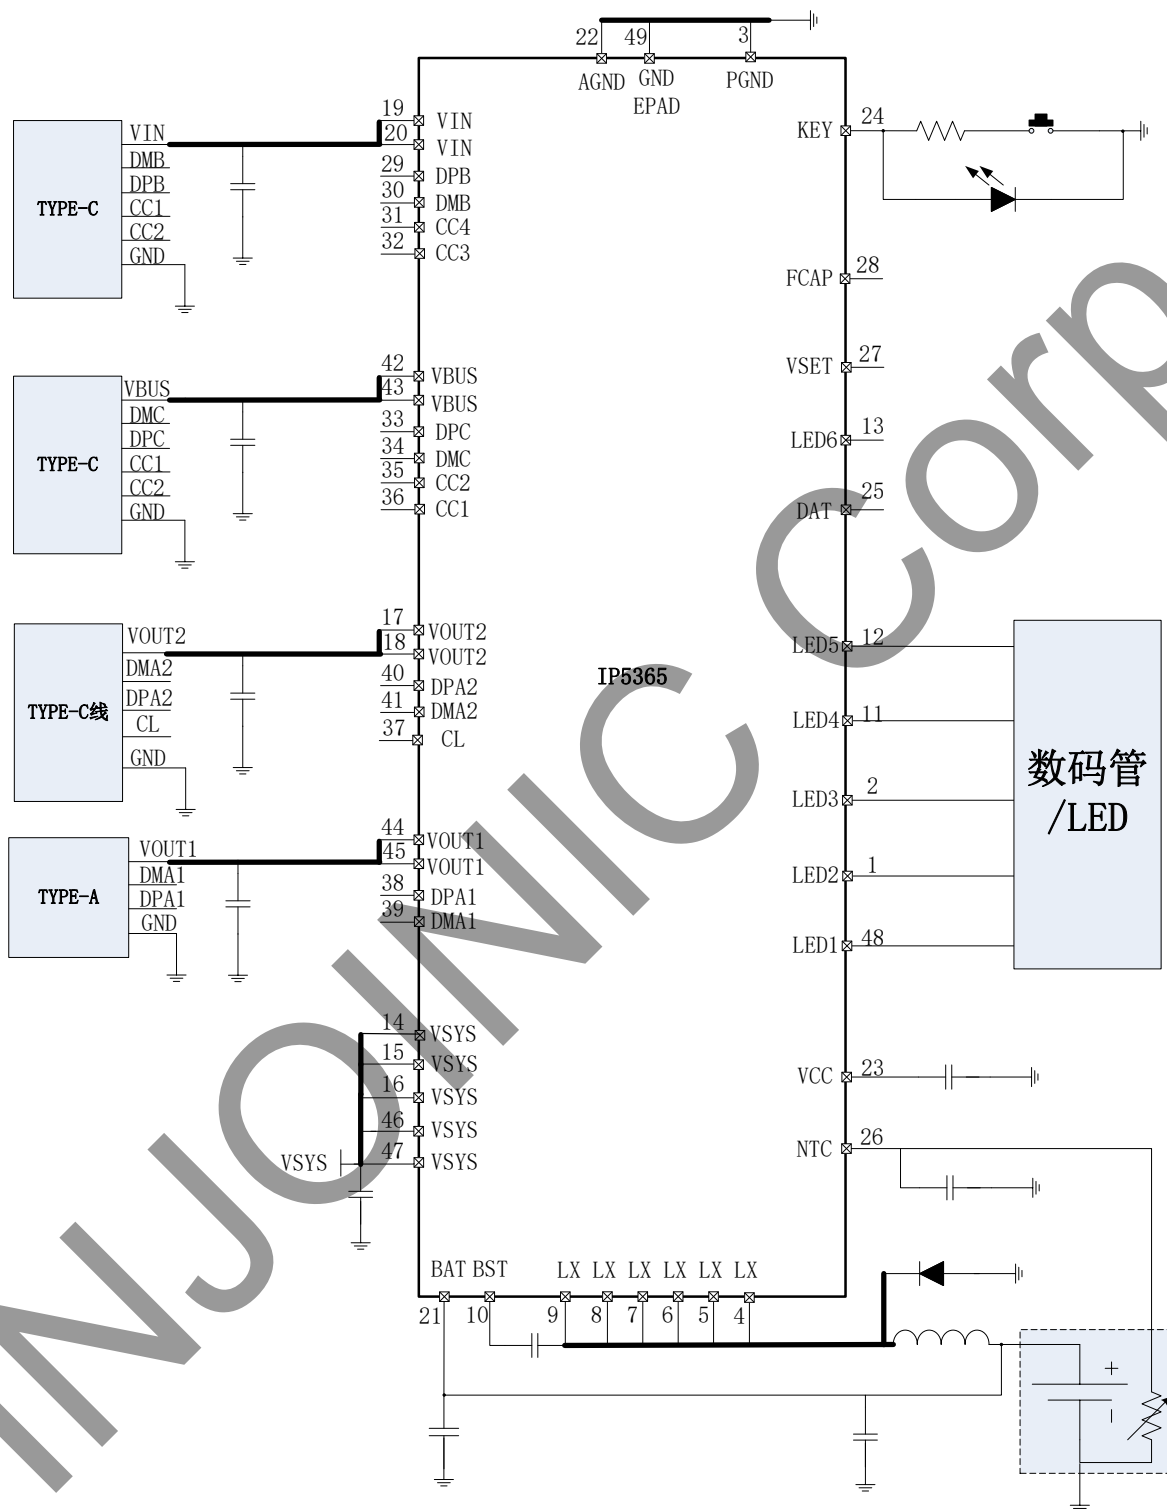 22 49 3
AGND GND PGND
EPAD
TYPE-C
VIN
DMB
DPB
CC1
CC2
GND
19 VIN
20 VIN
29 DPB
30 DMB
31 CC4
32 CC3
TYPE-C
VBUS
DMC
DPC
CC1
CC2
GND
42 VBUS
43 VBUS
33 DPC
34 DMC
35 CC2
36 CC1
TYPE-C线
VOUT2
DMA2
DPA2
CL
GND
17 VOUT2
18 VOUT2
40 DPA2
41 DMA2
37 CL
TYPE-A
VOUT1
DMA1
DPA1
GND
44 VOUT1
45 VOUT1
38 DPA1
39 DMA1
14 VSYS
15 VSYS
16 VSYS
46 VSYS
VSYS 47 VSYS
IP5365
KEY 24
FCAP 28
VSET 27
LED6 13
DAT 25
LED5 12
LED4 11
LED3 2
LED2 1
LED1 48
数码管
/LED
VCC 23
NTC 26
BAT BST LX LX LX LX LX LX
21 10 9 8 7 6 5 4
+
−
INJOINIC Corp